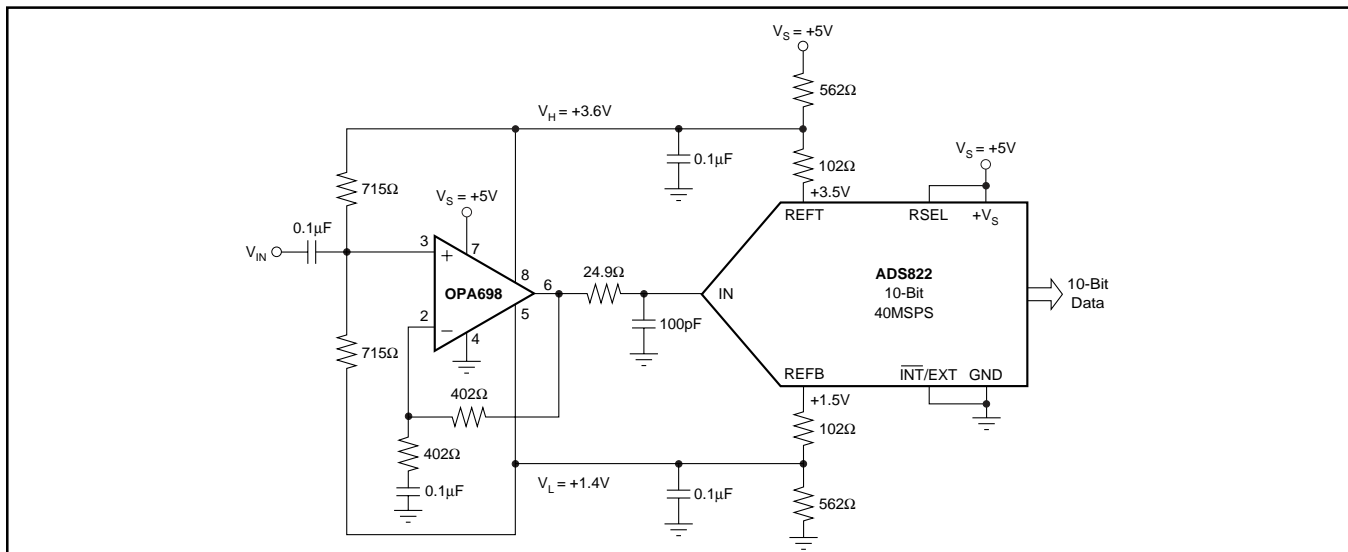 V_S = +5V
562Ω
V_H = +3.6V
0.1µF
102Ω
V_S = +5V
+3.5V
715Ω
V_S = +5V
REFT
RSEL
+V_S
0.1µF
3
7
V_IN
+
8
24.9Ω
ADS822
OPA698
6
IN
10-Bit
40MSPS
10-Bit
Data
2
−
5
4
100pF
715Ω
REFB
INT/EXT
GND
402Ω
+1.5V
102Ω
402Ω
0.1µF
V_L = +1.4V
0.1µF
562Ω